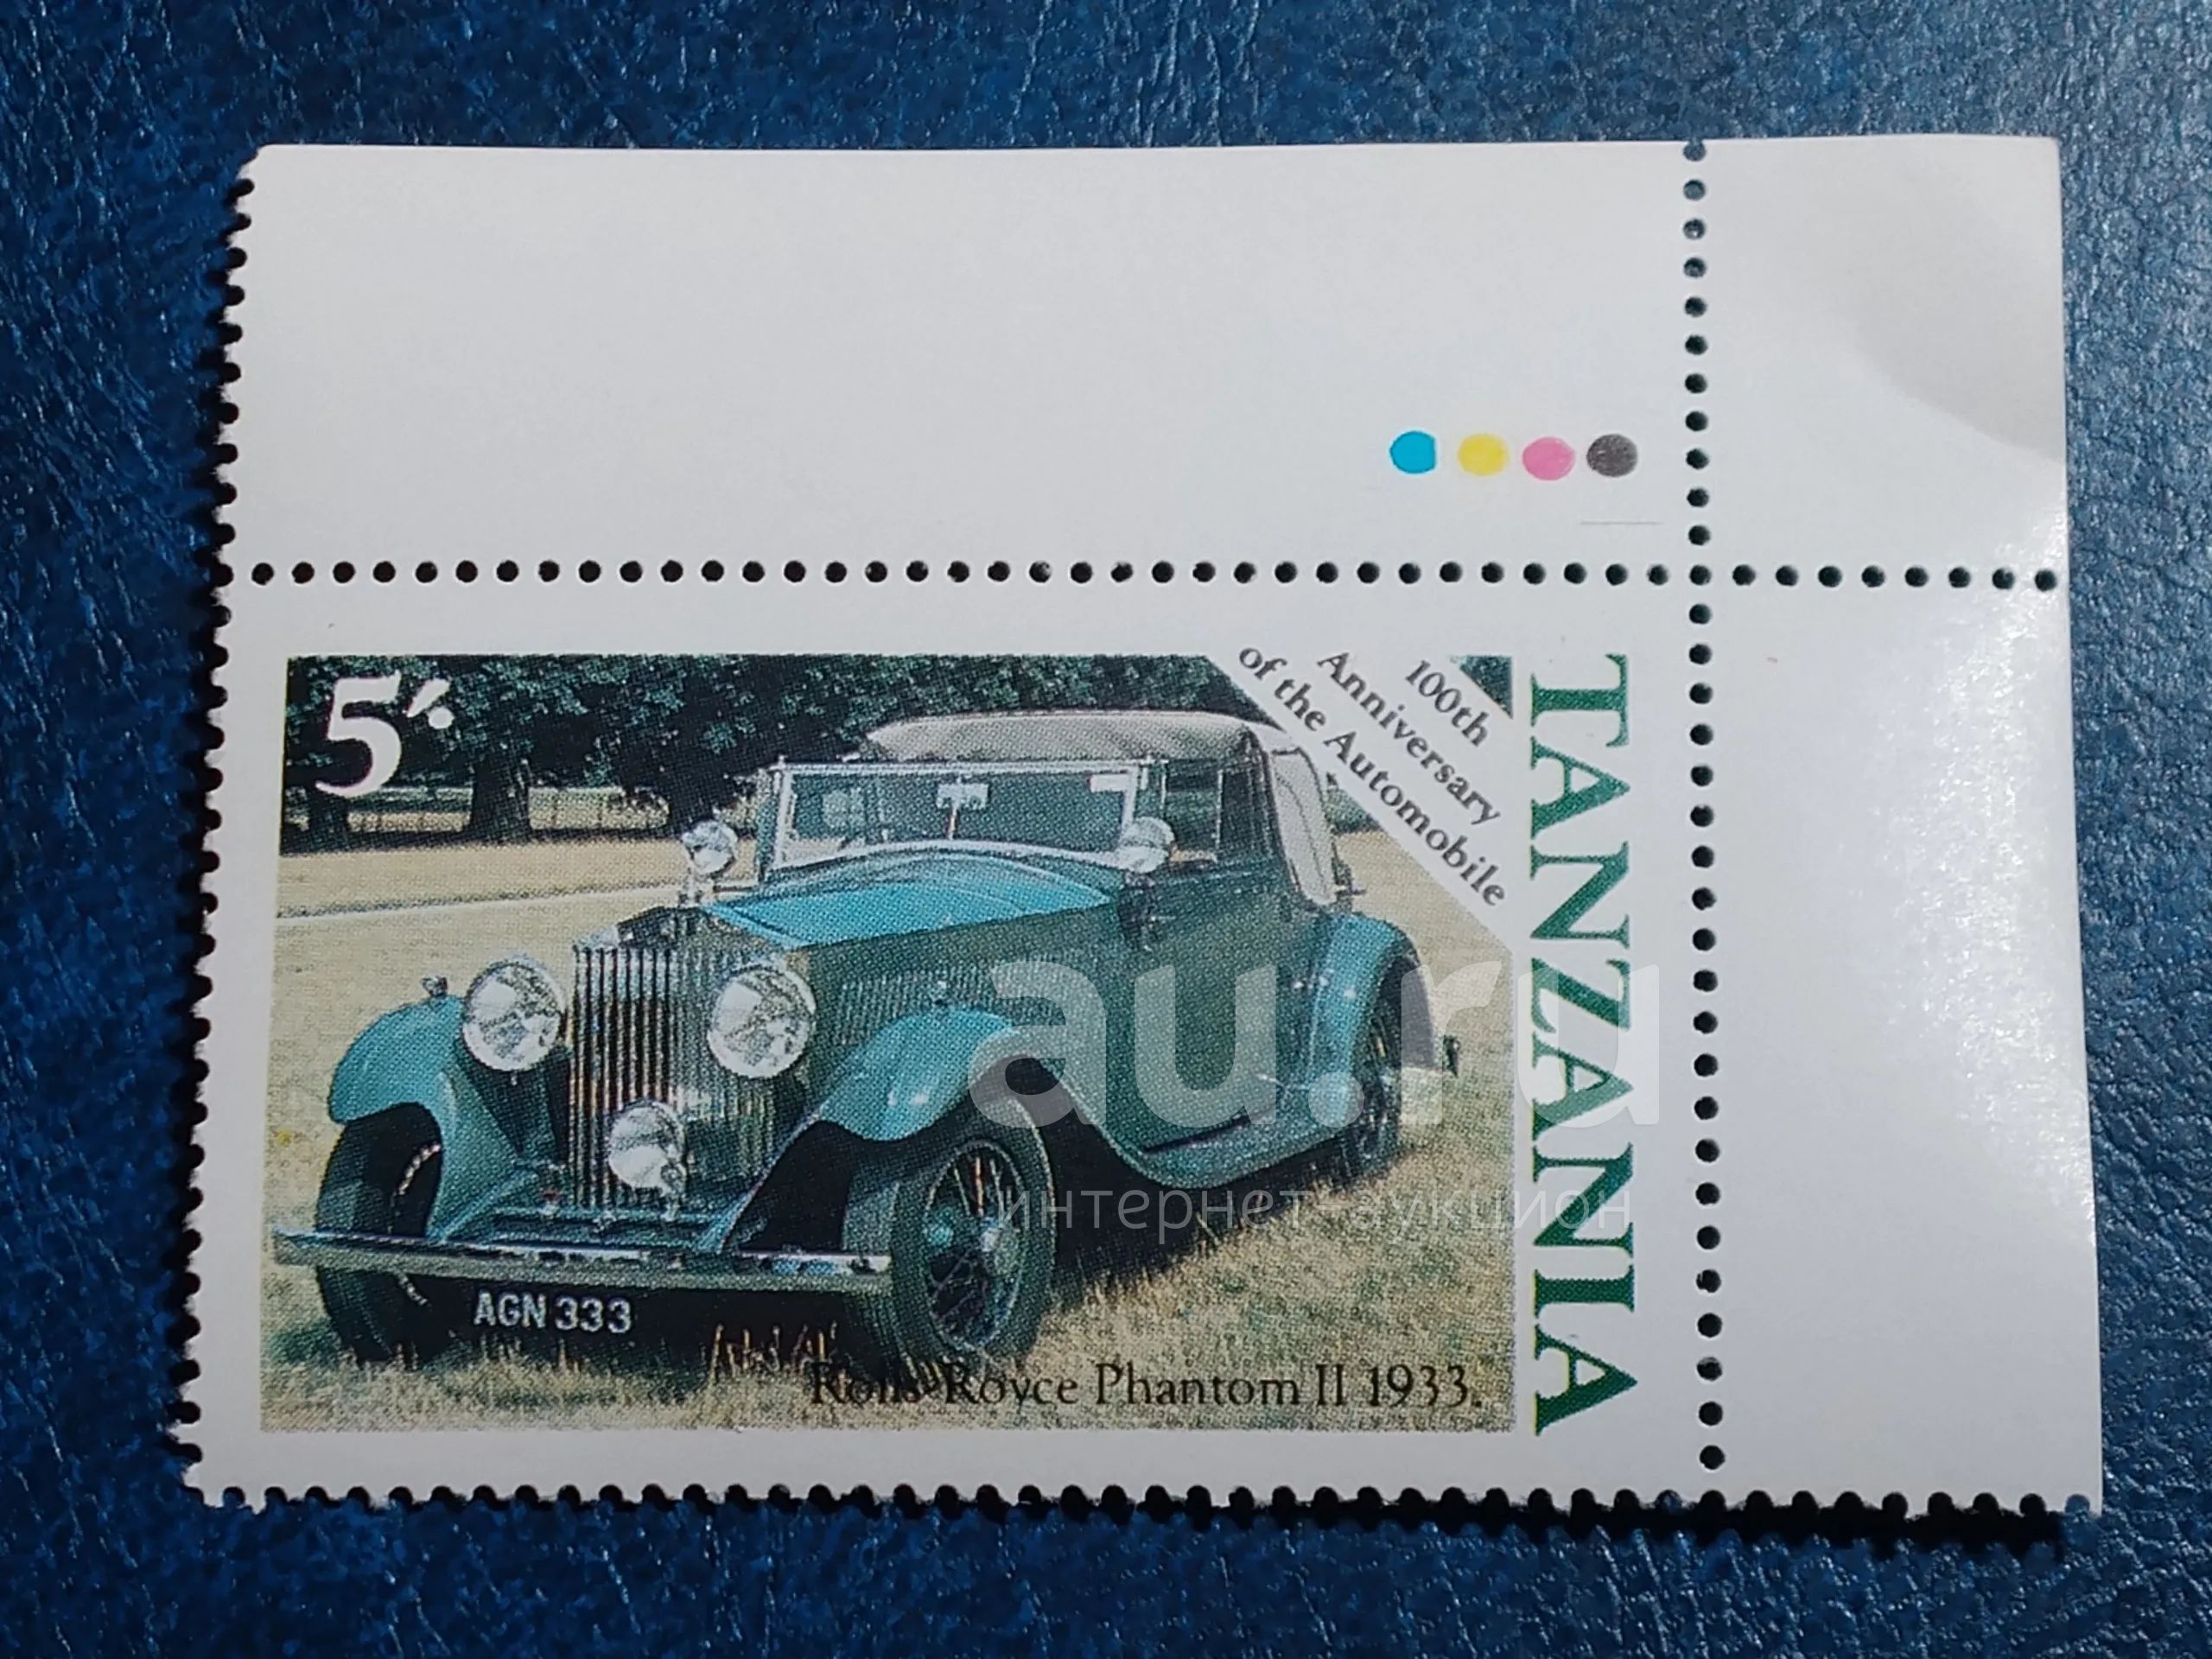 5/-
100th
Anniversary
of the Automobile
TANZANIA
au.ru
интернет аукцион
AGN 333
Rolls-Royce Phantom II 1933.